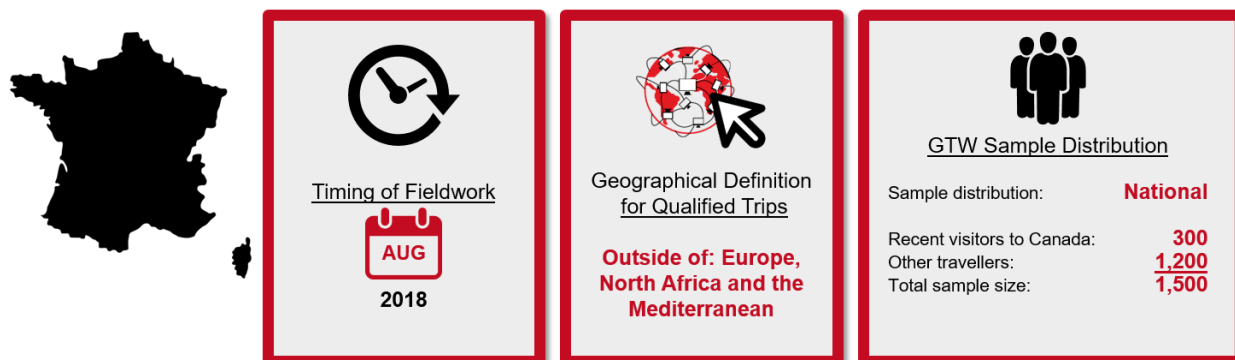 Timing of Fieldwork
AUG
2018
Geographical Definition
for Qualified Trips
Outside of: Europe,
North Africa and the
Mediterranean
GTW Sample Distribution
Sample distribution: National
Recent visitors to Canada: 300
Other travellers: 1,200
Total sample size: 1,500